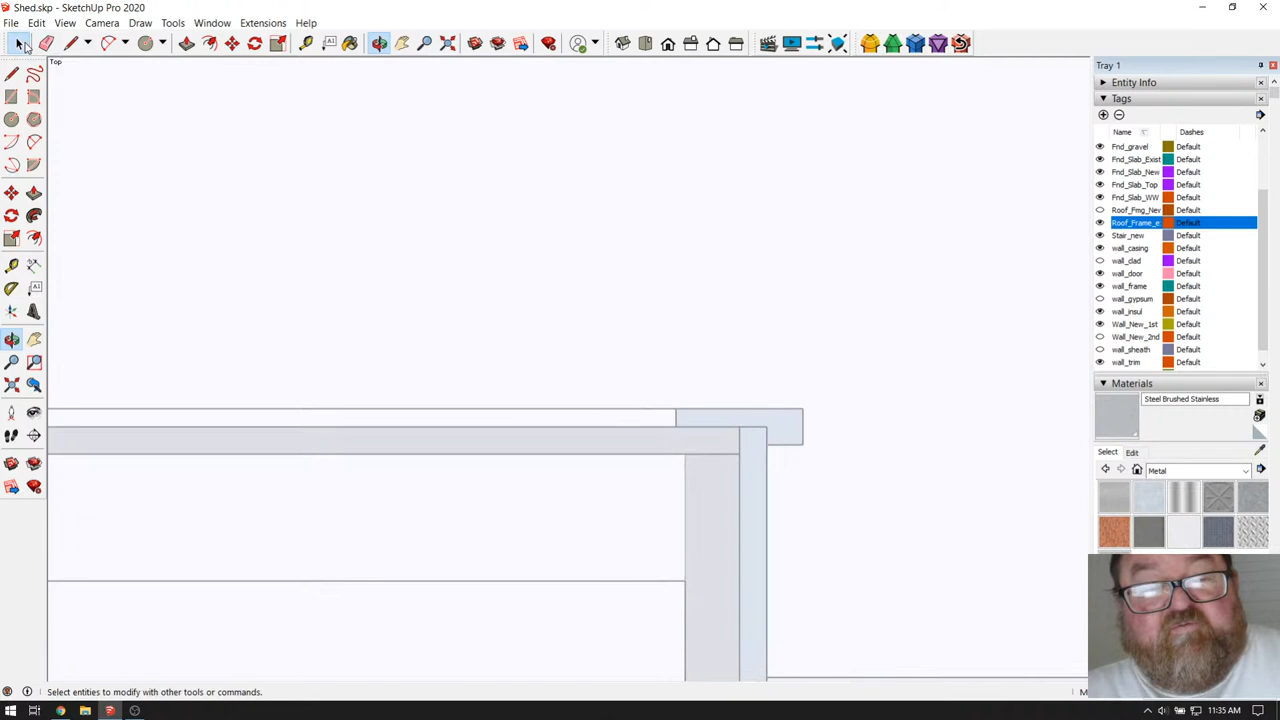 Shed.skp - SketchUp Pro 2020
File Edit View Camera Draw Tools Window Extensions Help
Top
Tray 1
Entity Info
Tags
Name Dashes
Fnd_gravel Default
Fnd_Slab_Exist Default
Fnd_Slab_New Default
Fnd_Slab_Top Default
Fnd_Slab_WW Default
Roof_Fmg_New Default
Roof_Frame_e Default
Stair_new Default
wall_casing Default
wall_clad Default
wall_door Default
wall_frame Default
wall_gypsum Default
wall_insul Default
Wall_New_1st Default
Wall_New_2nd Default
wall_sheath Default
wall_trim Default
Materials
Steel Brushed Stainless
Select Edit
Metal
Select entities to modify with other tools or commands.
11:35 AM